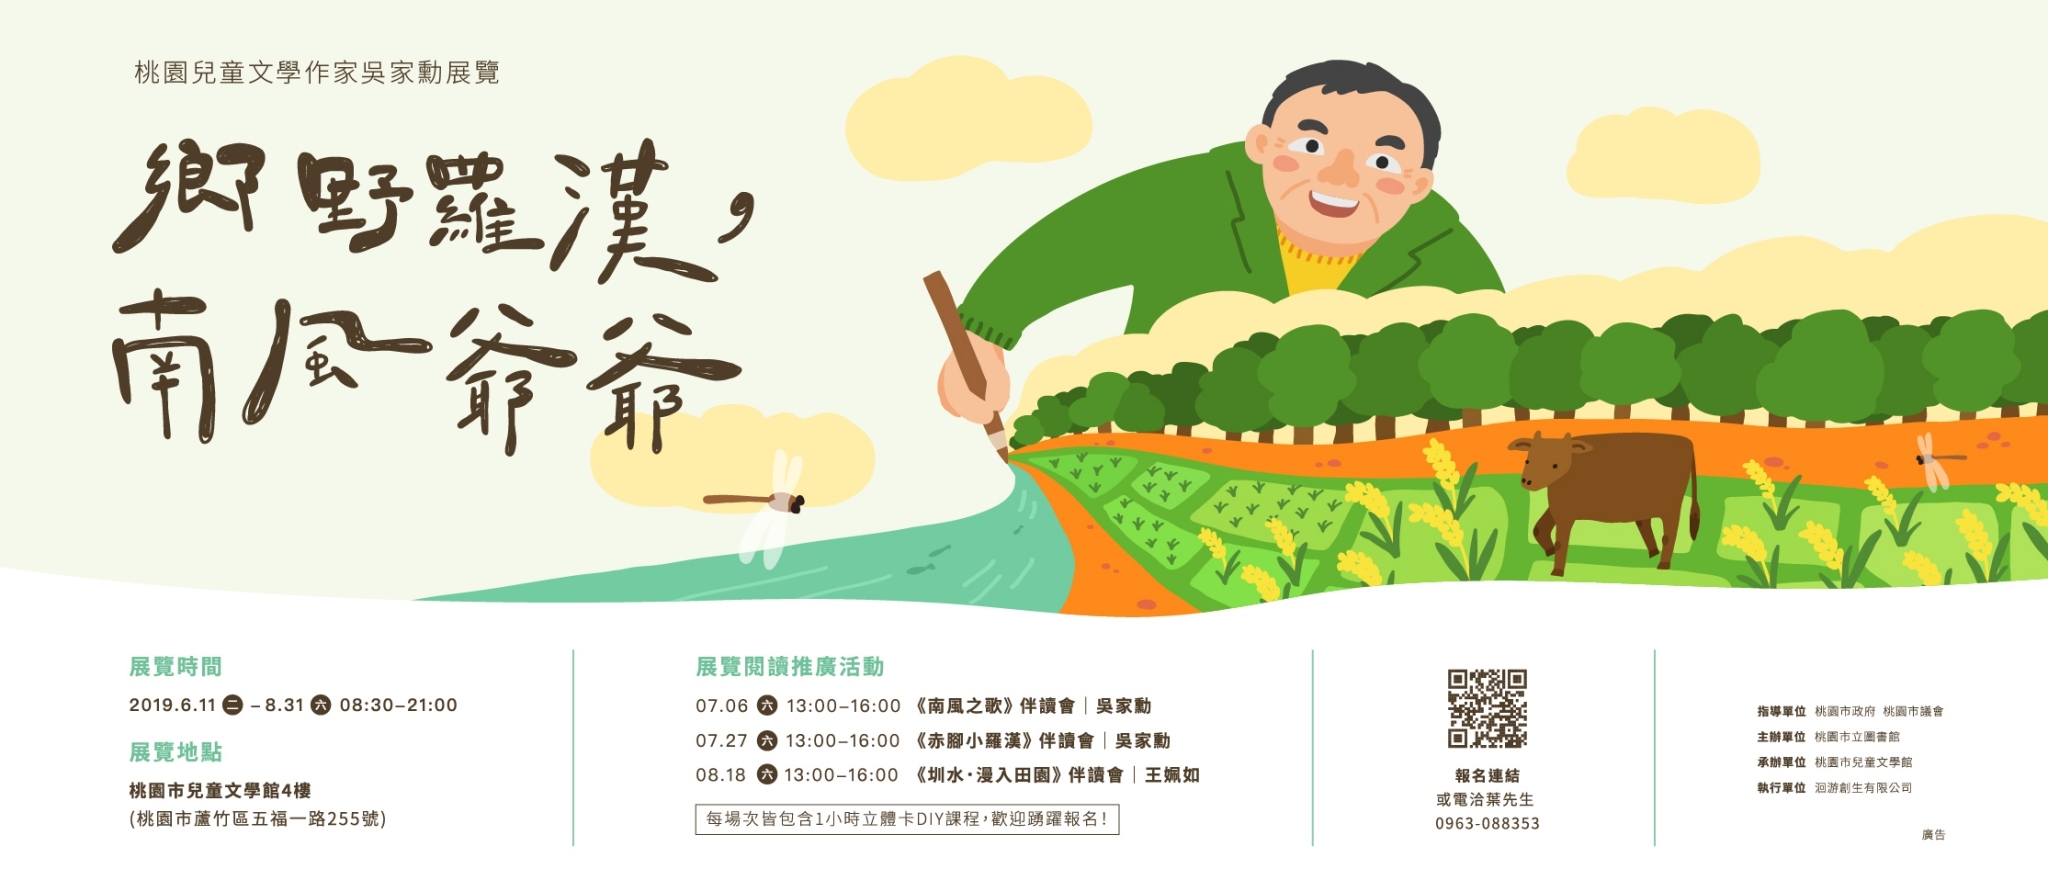 桃園兒童文學作家吳家勳展覽
鄉野羅漢，
南風爺爺
展覽時間
2019.6.11 二 – 8.31 六 08:30–21:00
展覽地點
桃園市兒童文學館4樓
(桃園市蘆竹區五福一路255號)
展覽閱讀推廣活動
07.06 六 13:00–16:00 《南風之歌》伴讀會｜吳家勳
07.27 六 13:00–16:00 《赤腳小羅漢》伴讀會｜吳家勳
08.18 六 13:00–16:00 《圳水·漫入田園》伴讀會｜王姵如
每場次皆包含1小時立體卡DIY課程，歡迎踴躍報名！
報名連結
或電洽葉先生
0963-088353
指導單位 桃園市政府 桃園市議會
主辦單位 桃園市立圖書館
承辦單位 桃園市兒童文學館
執行單位 洄游創生有限公司
廣告